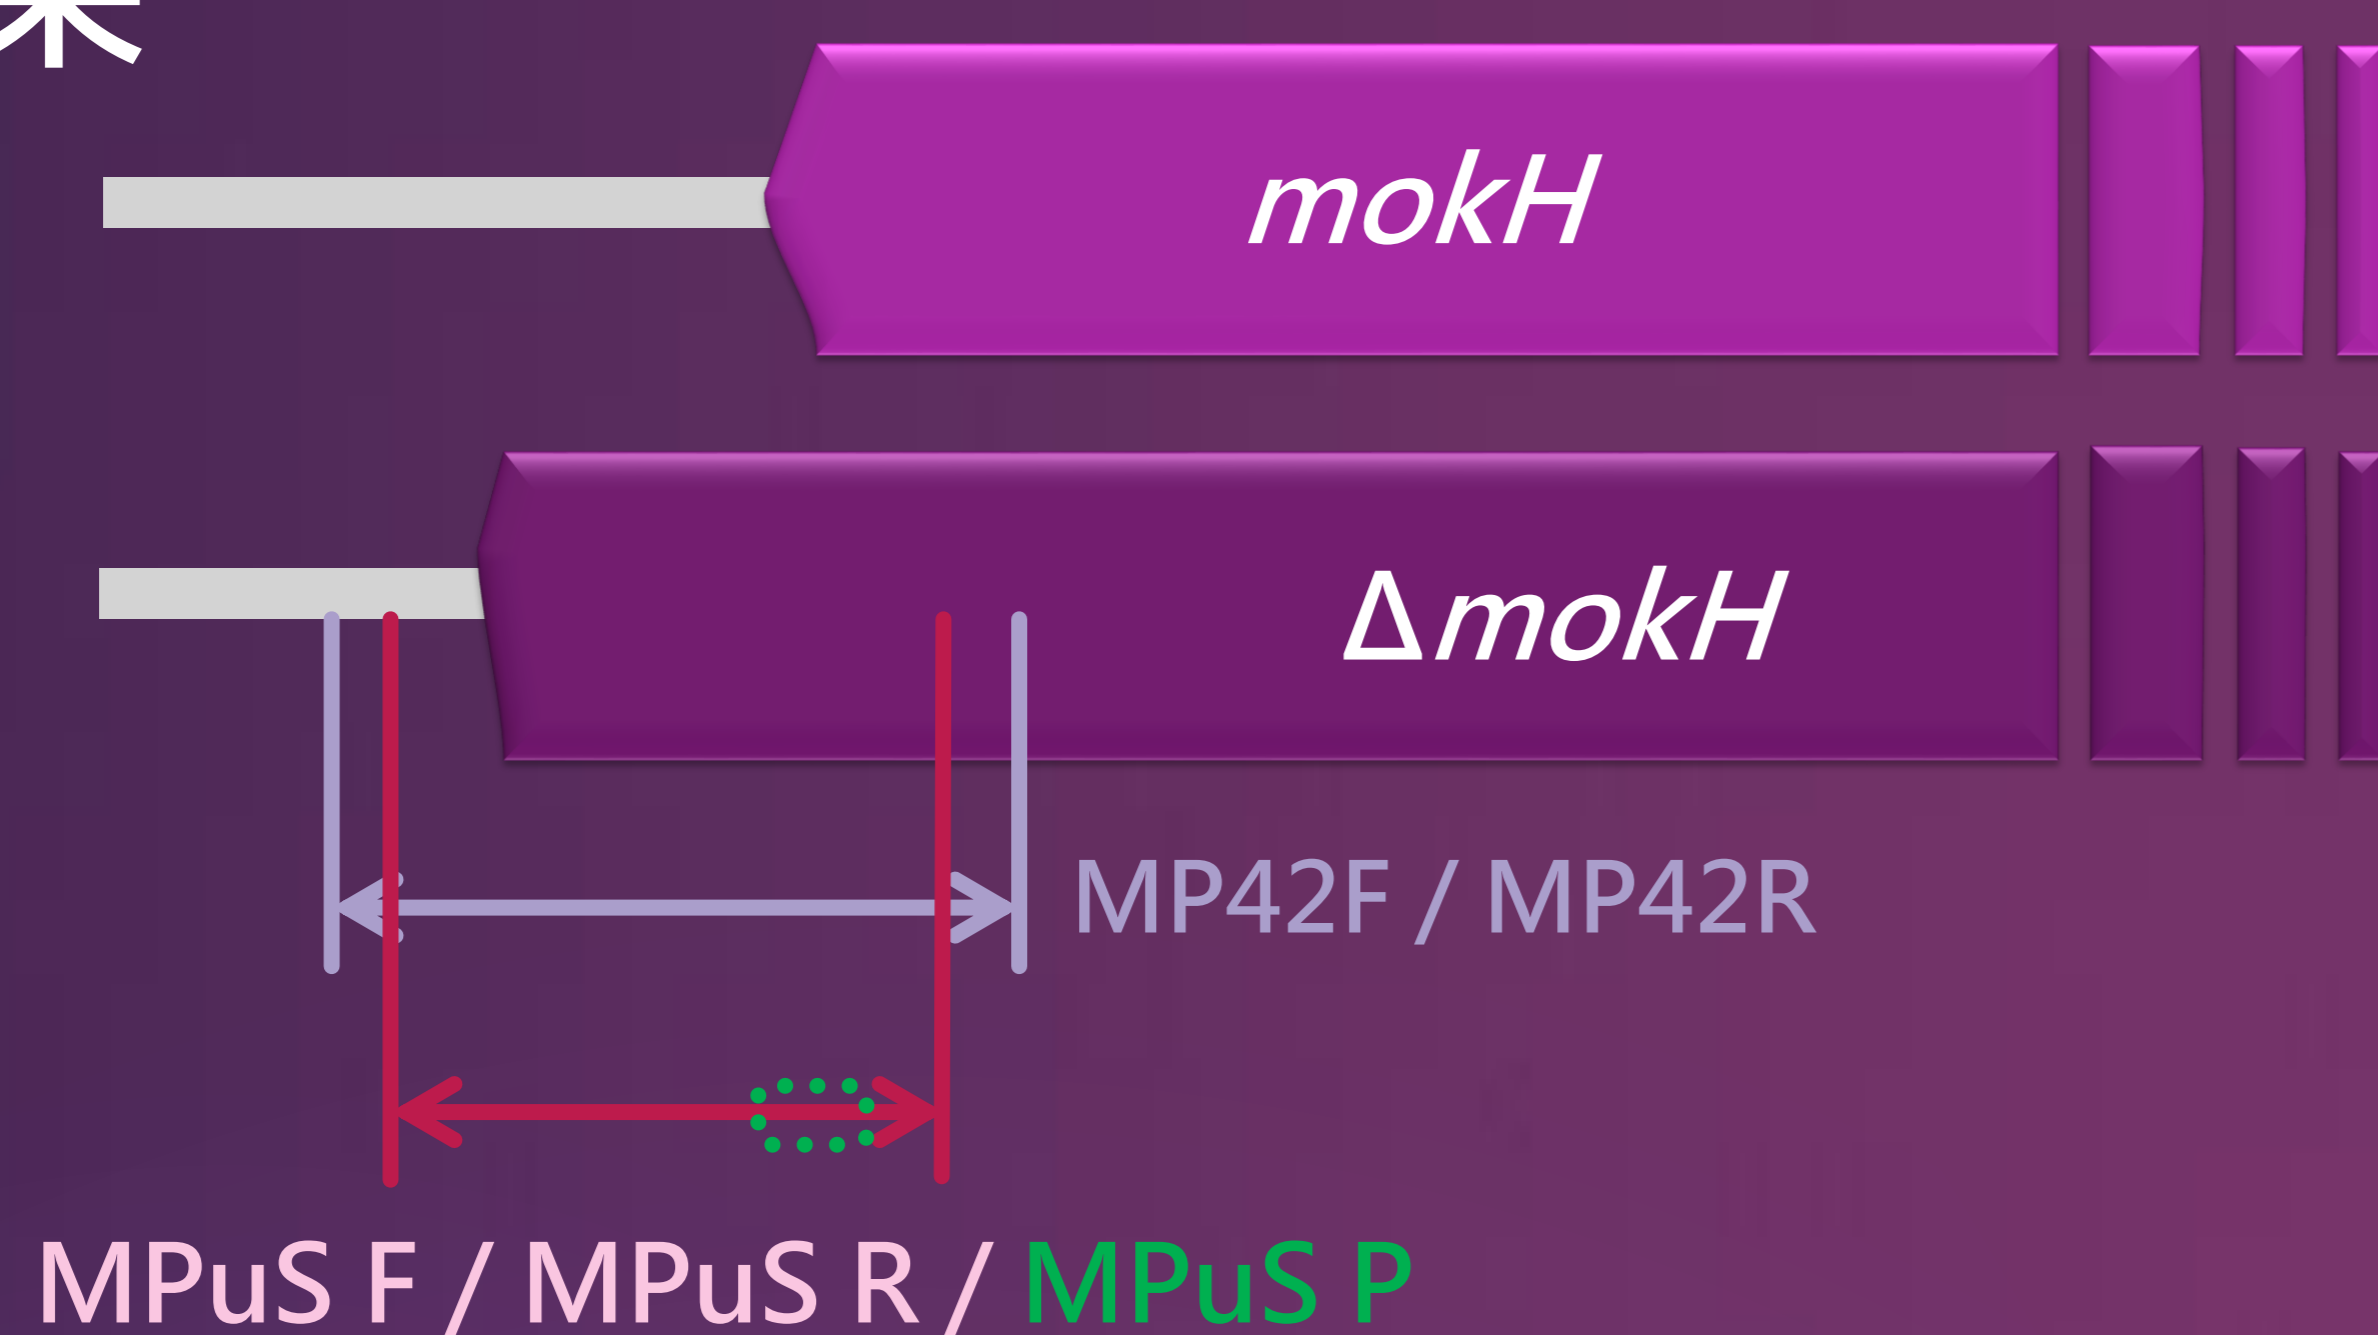 mokH
ΔmokH
MP42F / MP42R
MPuS F / MPuS R / MPuS P